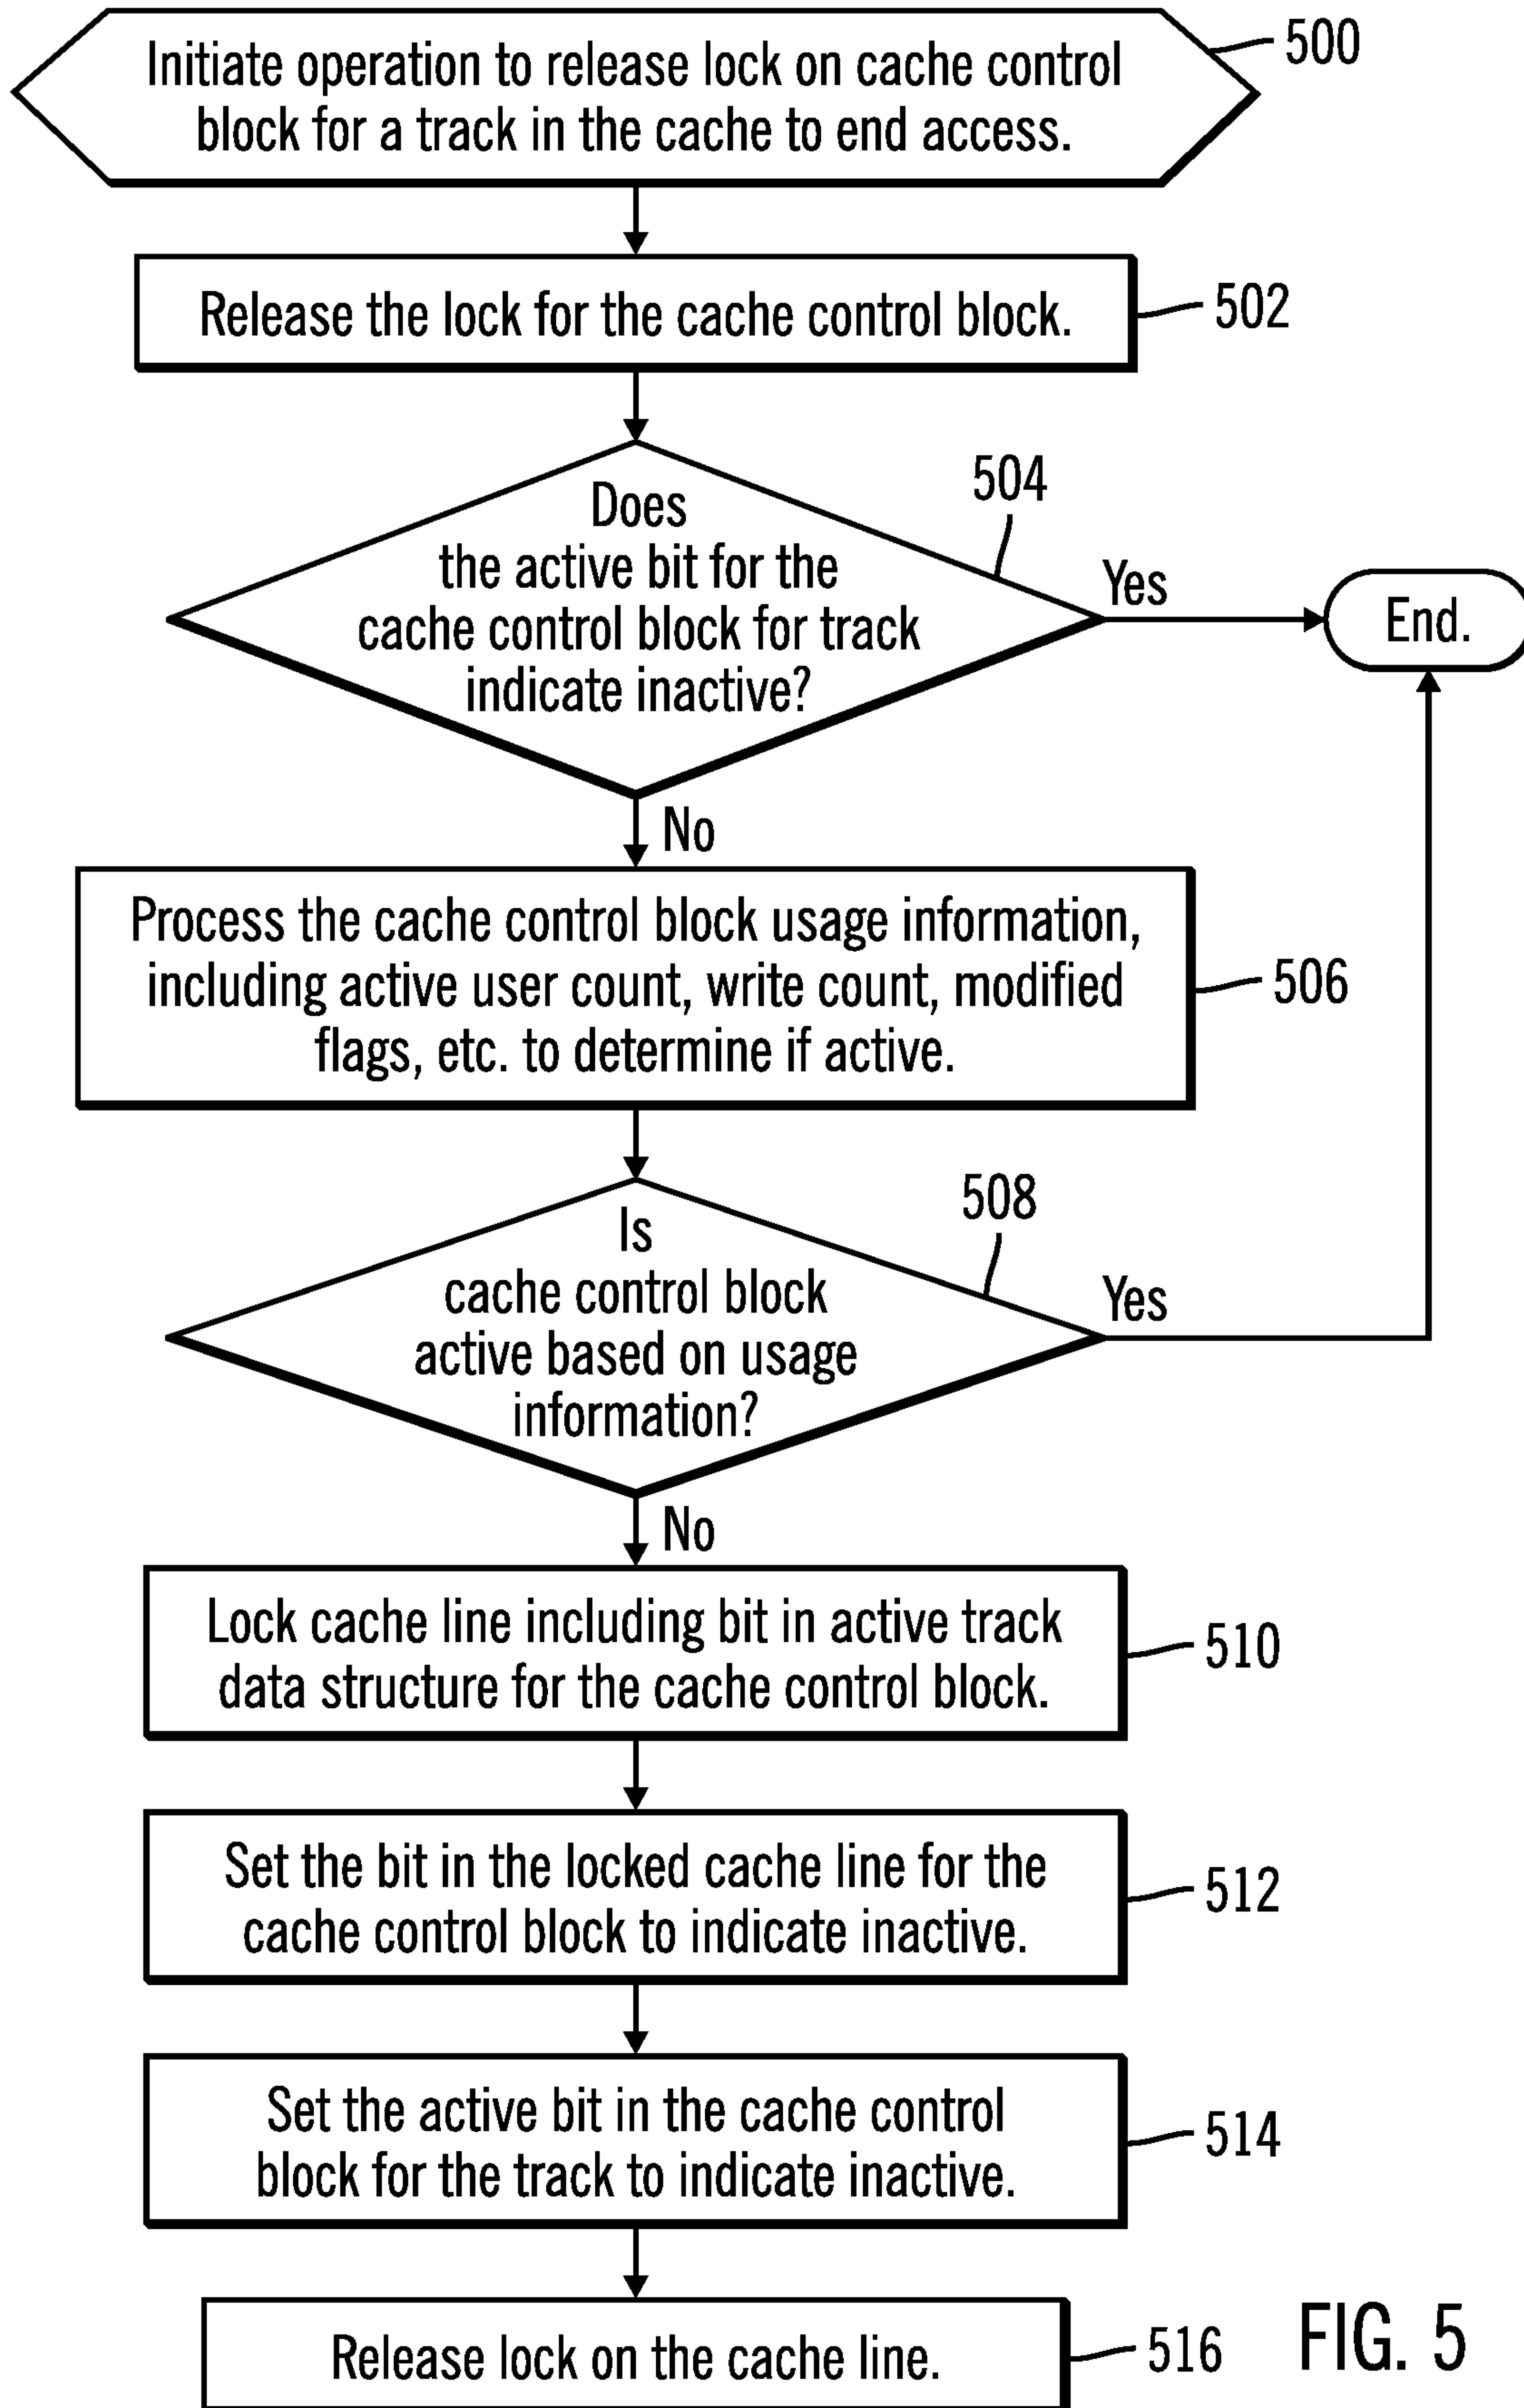 Initiate operation to release lock on cache control
block for a track in the cache to end access.
500
Release the lock for the cache control block.
502
Does
the active bit for the
cache control block for track
indicate inactive?
504
Yes
End.
No
Process the cache control block usage information,
including active user count, write count, modified
flags, etc. to determine if active.
506
Is
cache control block
active based on usage
information?
508
Yes
No
Lock cache line including bit in active track
data structure for the cache control block.
510
Set the bit in the locked cache line for the
cache control block to indicate inactive.
512
Set the active bit in the cache control
block for the track to indicate inactive.
514
Release lock on the cache line.
516
FIG. 5